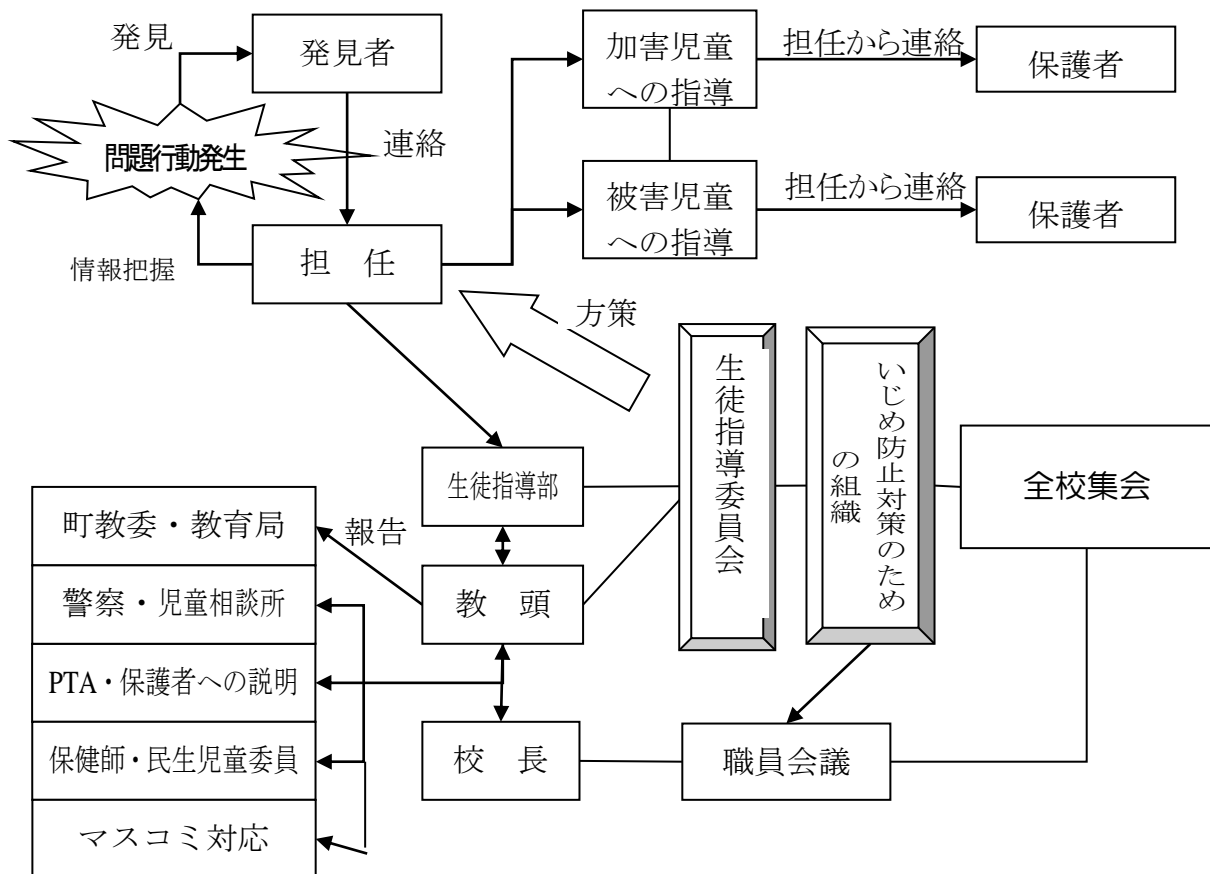 発見
発見者
加害児童
への指導
担任から連絡
保護者
問題行動発生
連絡
被害児童
への指導
担任から連絡
保護者
情報把握
担　任
方策
生徒指導委員会
いじめ防止対策のため
の組織
全校集会
生徒指導部
町教委・教育局
報告
警察・児童相談所
教　頭
PTA・保護者への説明
保健師・民生児童委員
校　長
職員会議
マスコミ対応